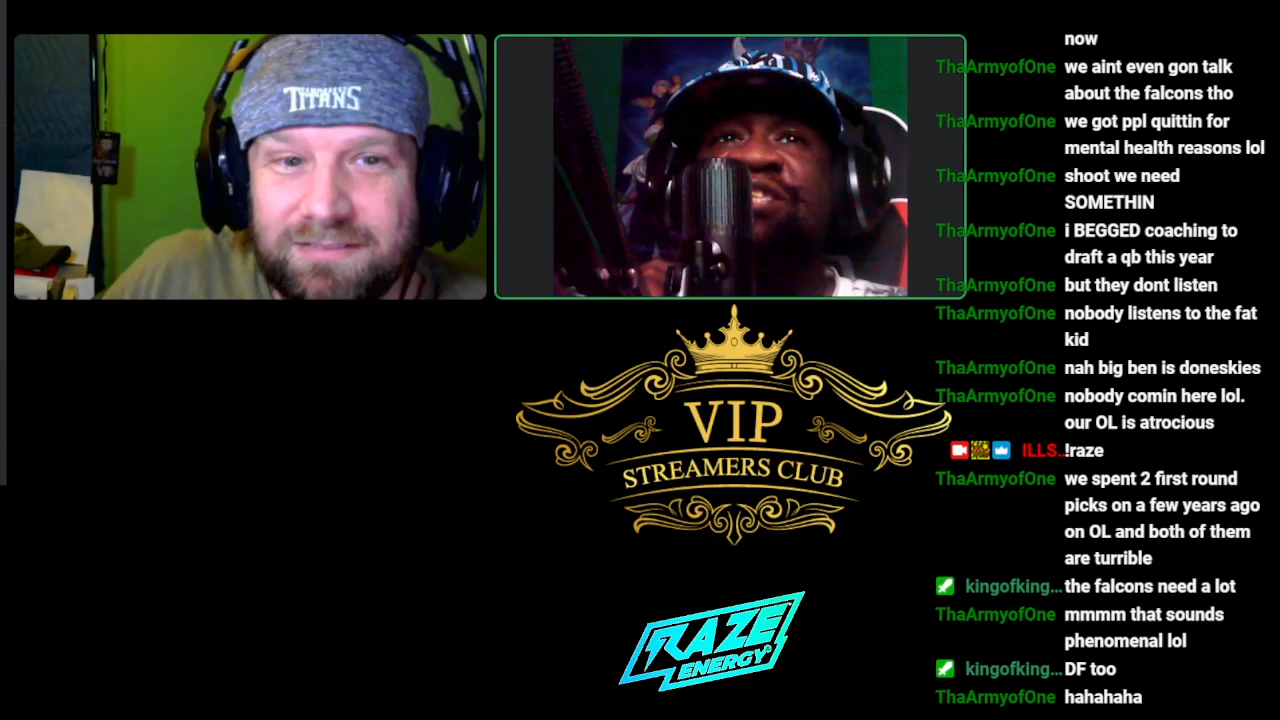 TITANS
VIP
STREAMERS CLUB
RAZE
ENERGY
now
ThaArmyofOne we aint even gon talk
about the falcons tho
ThaArmyofOne we got ppl quittin for
mental health reasons lol
ThaArmyofOne shoot we need
SOMETHIN
ThaArmyofOne i BEGGED coaching to
draft a qb this year
ThaArmyofOne but they dont listen
ThaArmyofOne nobody listens to the fat
kid
ThaArmyofOne nah big ben is doneskies
ThaArmyofOne nobody comin here lol.
our OL is atrocious
ILLS... !raze
ThaArmyofOne we spent 2 first round
picks on a few years ago
on OL and both of them
are turrible
kingofking... the falcons need a lot
ThaArmyofOne mmmm that sounds
phenomenal lol
kingofking... DF too
ThaArmyofOne hahahaha